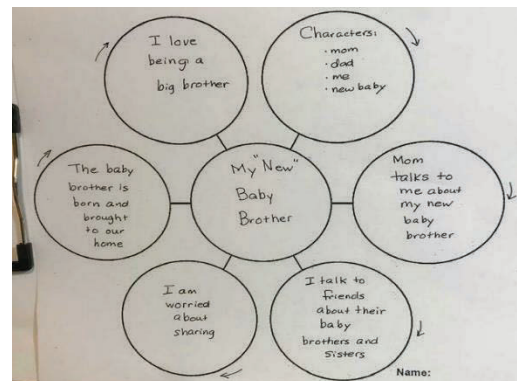 My "New"
Baby
Brother
Characters:
· mom
· dad
· me
· new baby
Mom
talks to
me about
my new
baby
brother
I talk to
friends
about their
baby
brothers and
sisters
I am
worried
about
sharing
The baby
brother is
born and
brought
to our
home
I love
being a
big brother
Name: